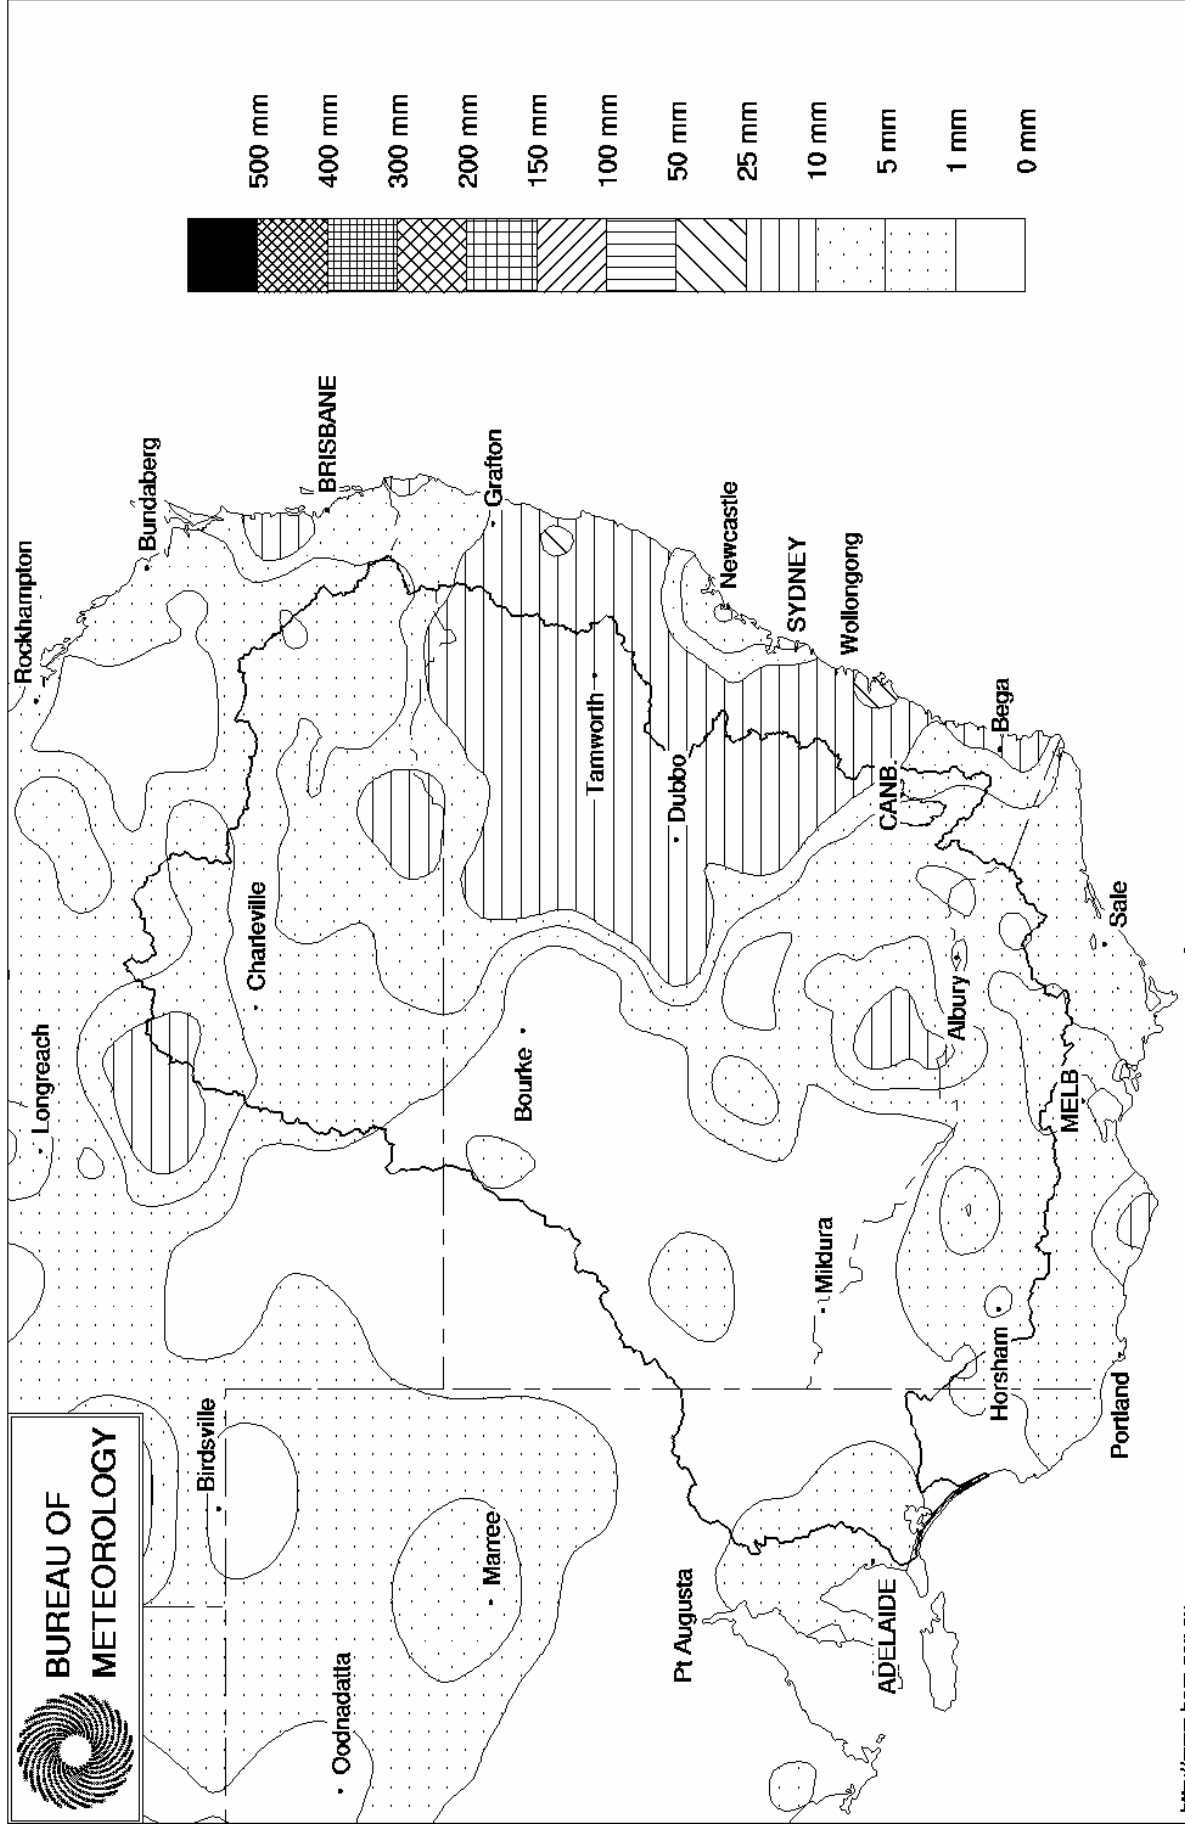 BUREAU OF
METEOROLOGY
Rockhampton
Longreach
Bundaberg
Birdsville
Charleville
BRISBANE
Oodnadatta
Marree
Bourke
Grafton
Tamworth
Dubbo
Newcastle
Pt Augusta
SYDNEY
Mildura
Wollongong
ADELAIDE
CANB.
Albury
Bega
Horsham
MELB
Sale
Portland
500 mm
400 mm
300 mm
200 mm
150 mm
100 mm
50 mm
25 mm
10 mm
5 mm
1 mm
0 mm